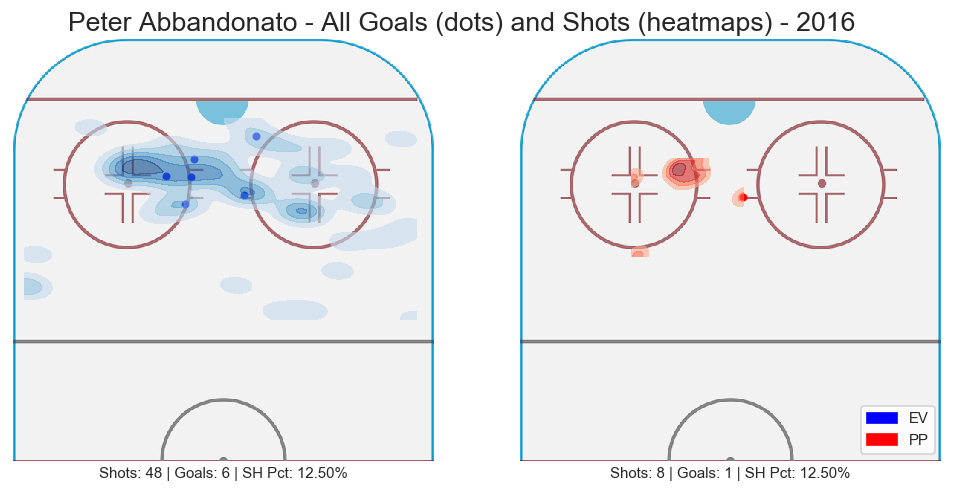 Peter Abbandonato - All Goals (dots) and Shots (heatmaps) - 2016
EV
PP
Shots: 48 | Goals: 6 | SH Pct: 12.50%
Shots: 8 | Goals: 1 | SH Pct: 12.50%